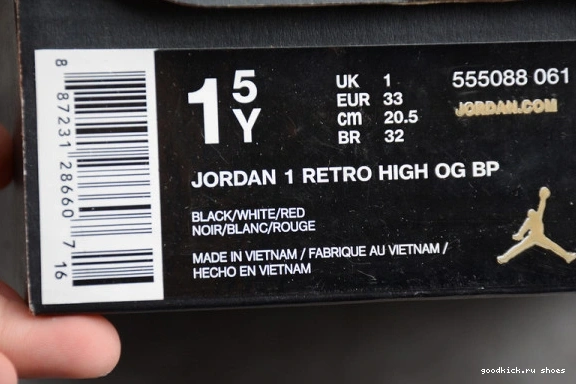 8 87231 28660 7 16
1 5Y
UK 1
EUR 33
cm 20.5
BR 32
555088 061
JORDAN.COM
JORDAN 1 RETRO HIGH OG BP
BLACK/WHITE/RED
NOIR/BLANC/ROUGE
MADE IN VIETNAM / FABRIQUE AU VIETNAM /
HECHO EN VIETNAM
goodkick.ru shoes